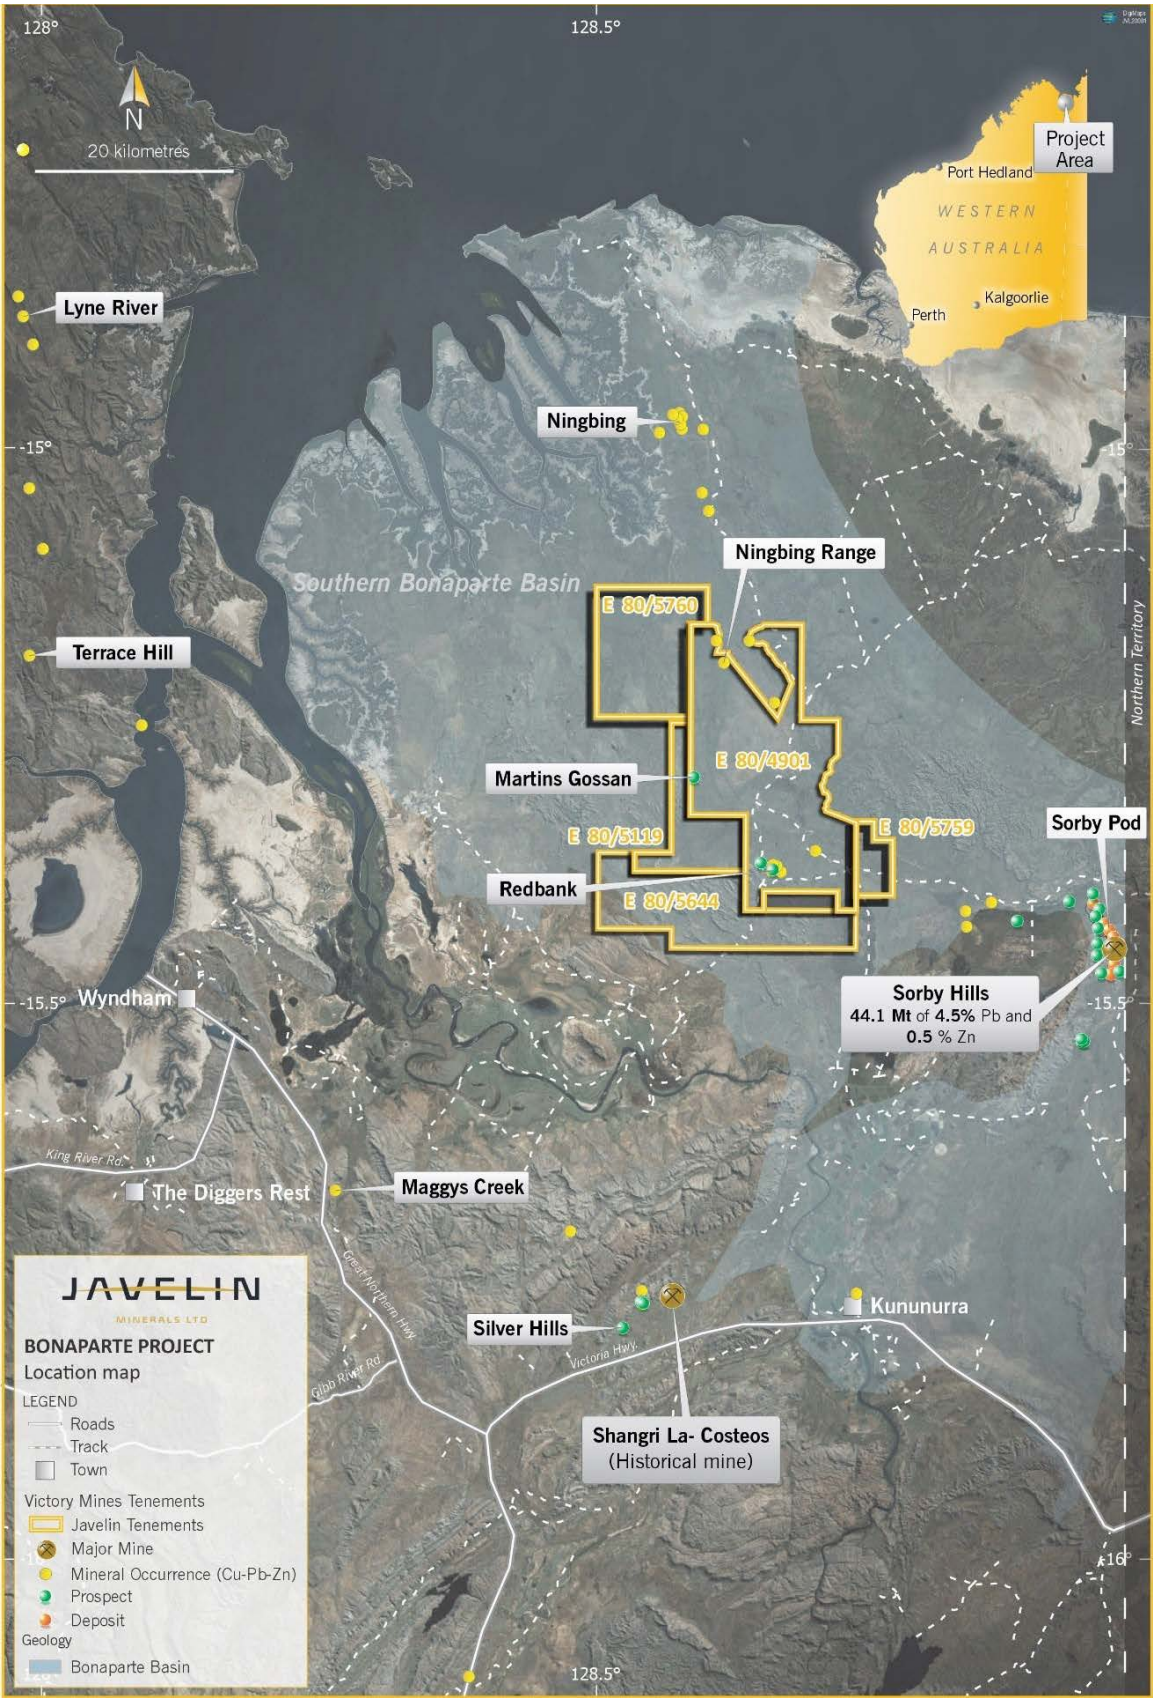 128°
128.5°
DigiMaps
N
20 kilometres
Project
Area
Port Hedland
WESTERN
AUSTRALIA
Kalgoorlie
Perth
Lyne River
Ningbing
-15°
-15°
Ningbing Range
Southern Bonaparte Basin
E 80/5760
Northern Territory
Terrace Hill
E 80/4901
Martins Gossan
E 80/5119
E 80/5759
Sorby Pod
Redbank
E 80/5644
Wyndham
-15.5°
-15.5°
Sorby Hills
44.1 Mt of 4.5% Pb and
0.5 % Zn
King River Rd.
The Diggers Rest
Maggys Creek
Great Northern Hwy
Kununurra
Silver Hills
Victoria Hwy.
Gibb River Rd
Shangri La- Costeos
(Historical mine)
JAVELIN
MINERALS LTD
BONAPARTE PROJECT
Location map
LEGEND
Roads
Track
Town
Victory Mines Tenements
Javelin Tenements
Major Mine
Mineral Occurrence (Cu-Pb-Zn)
Prospect
Deposit
Geology
Bonaparte Basin
-16°
128.5°